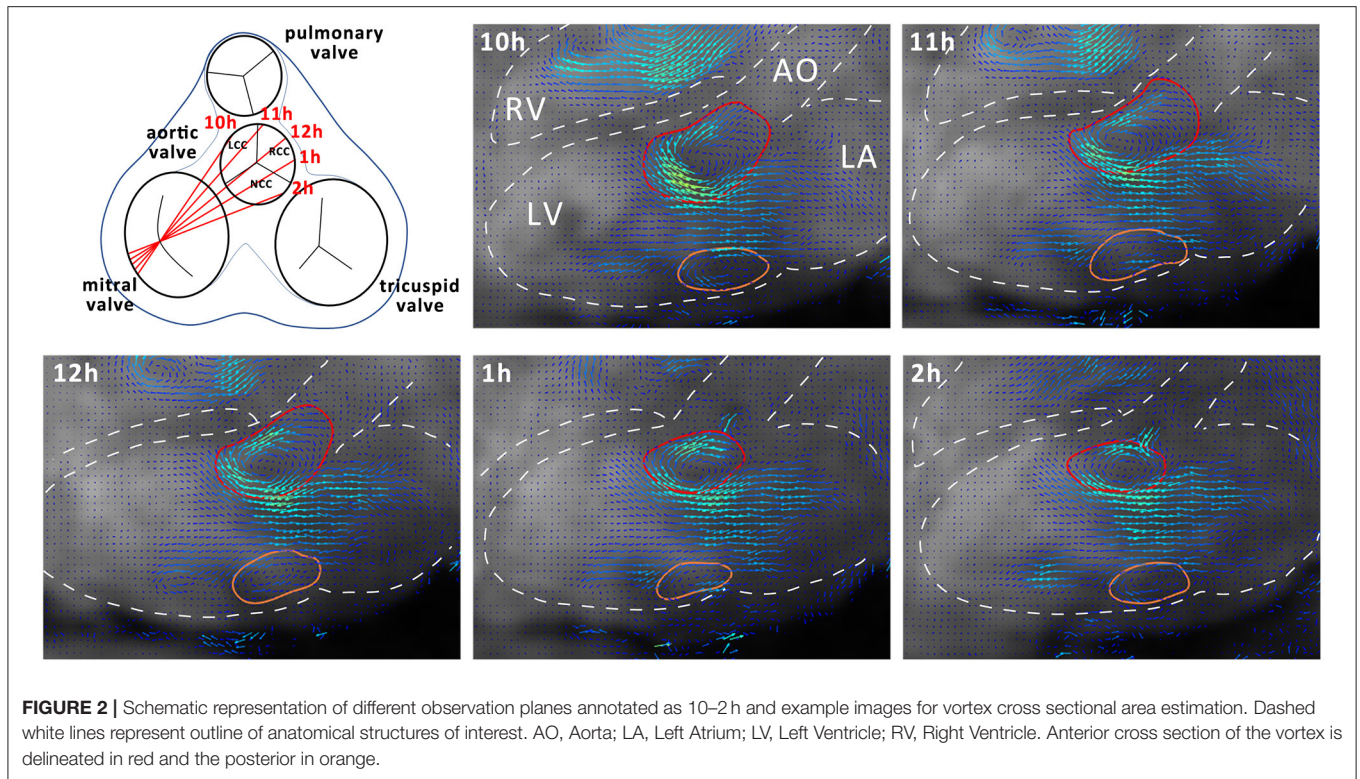 pulmonary
valve
10h
11h
12h
1h
2h
aortic
valve
LCC
RCC
NCC
mitral
valve
tricuspid
valve
10h
AO
RV
LA
LV
11h
12h
1h
2h
FIGURE 2 | Schematic representation of different observation planes annotated as 10–2 h and example images for vortex cross sectional area estimation. Dashed
white lines represent outline of anatomical structures of interest. AO, Aorta; LA, Left Atrium; LV, Left Ventricle; RV, Right Ventricle. Anterior cross section of the vortex is
delineated in red and the posterior in orange.